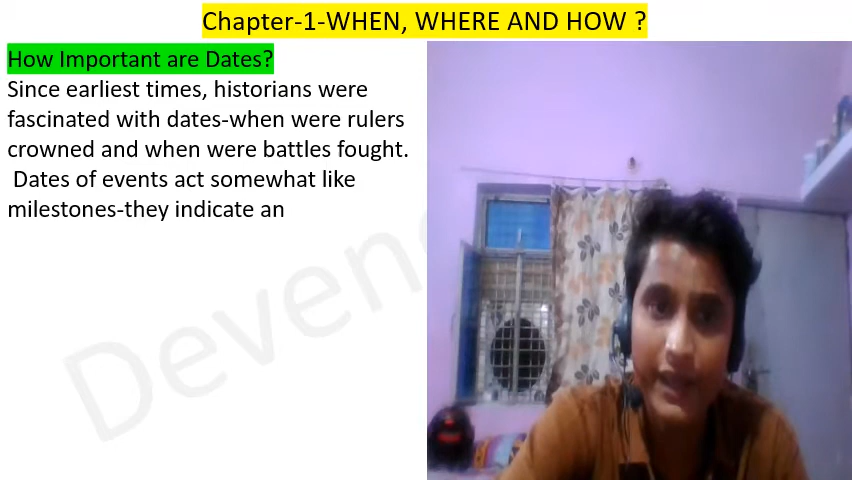 Chapter-1-WHEN, WHERE AND HOW ?
How Important are Dates?
Since earliest times, historians were
fascinated with dates-when were rulers
crowned and when were battles fought.
Dates of events act somewhat like
milestones-they indicate an